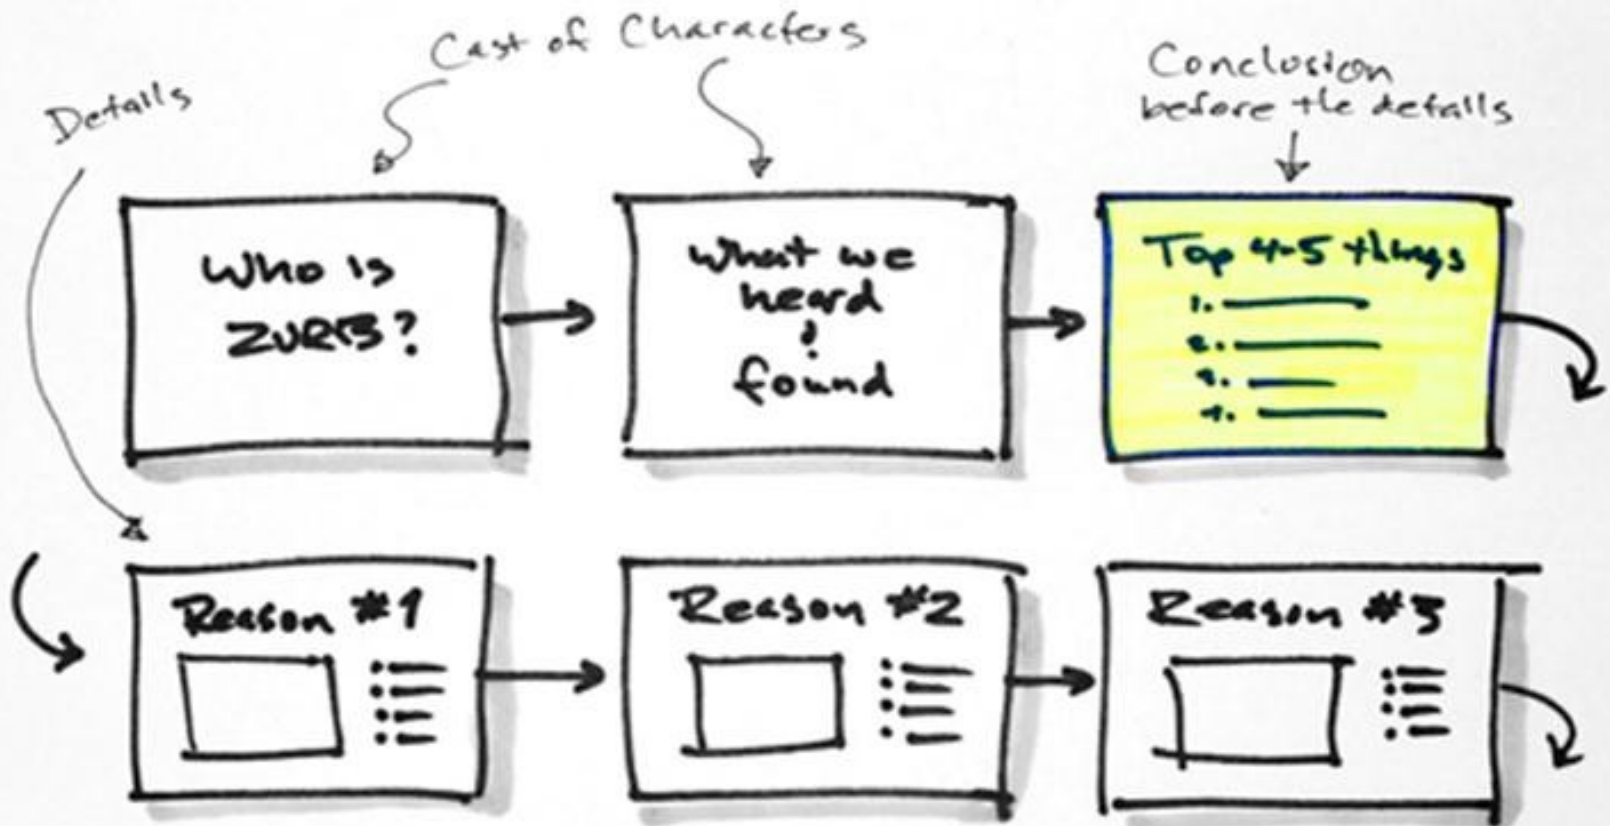 Cast of Characters
Details
Conclusion
before the details
Who is
ZURB?
What we
heard
&
found
Top 4-5 things
1.
2.
3.
4.
Reason #1
Reason #2
Reason #3